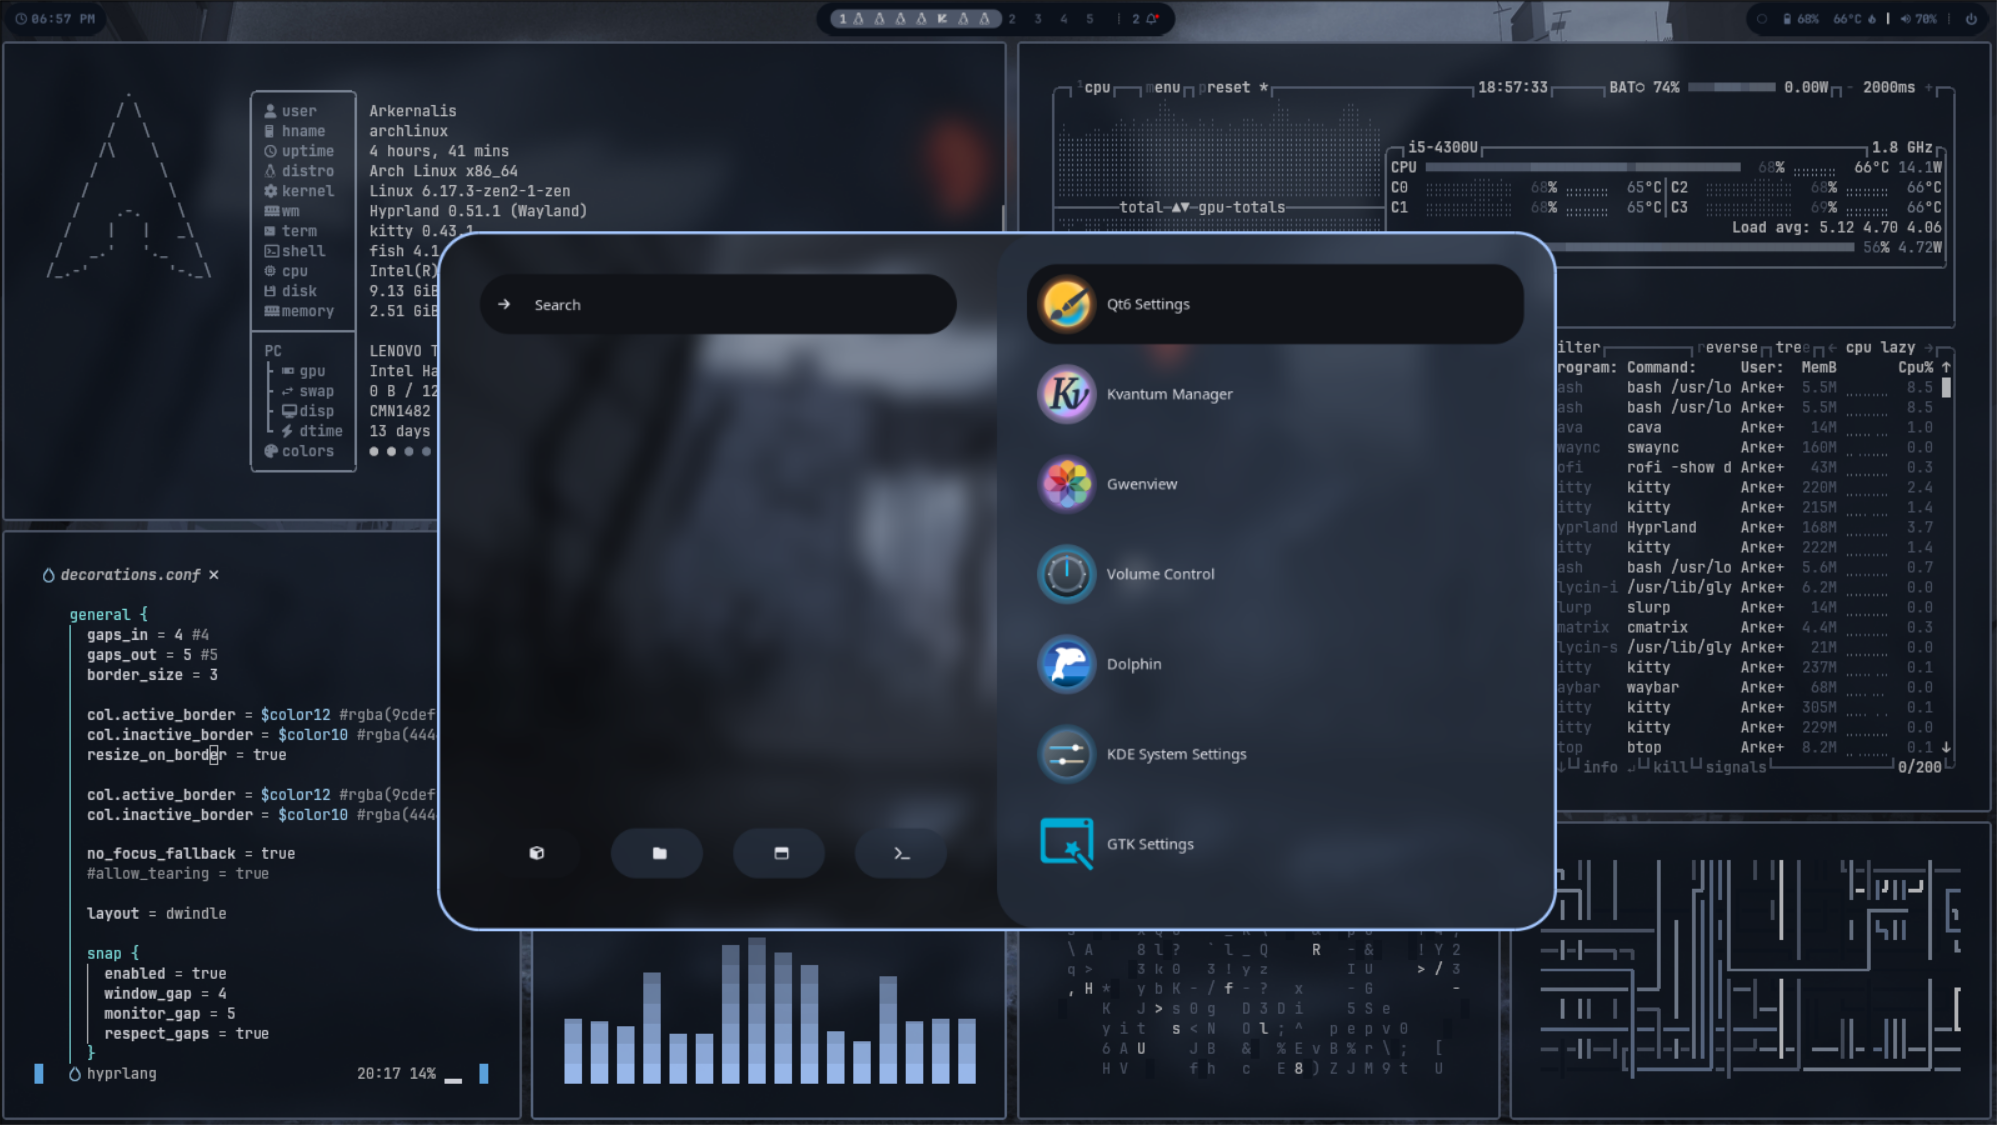 06:57 PM
1 2 3 4 5 | 2
68% 66°C 70%
user Arkernalis
hname archlinux
uptime 4 hours, 41 mins
distro Arch Linux x86_64
kernel Linux 6.17.3-zen2-1-zen
wm Hyprland 0.51.1 (Wayland)
term kitty 0.43.1
shell fish 4.1
cpu Intel(R)
disk 9.13 GiB
memory 2.51 GiB
PC LENOVO T
gpu Intel Ha
swap 0 B / 12
disp CMN1482
dtime 13 days
colors
cpu menu preset * 18:57:33 BAT 74% 0.00W - 2000ms +
i5-4300U 1.8 GHz
CPU 68% 66°C 14.1W
C0 68% 65°C C2 68% 66°C
C1 68% 65°C C3 69% 66°C
total gpu-totals
Load avg: 5.12 4.70 4.06
56% 4.72W
ilter reverse tree cpu lazy
rogram: Command: User: MemB Cpu% ↑
ash bash /usr/lo Arke+ 5.5M 8.5
ash bash /usr/lo Arke+ 5.5M 8.5
ava cava Arke+ 14M 1.0
waync swaync Arke+ 160M 0.0
ofi rofi -show d Arke+ 43M 0.3
itty kitty Arke+ 220M 2.4
itty kitty Arke+ 215M 1.4
yprland Hyprland Arke+ 168M 3.7
itty kitty Arke+ 222M 1.4
ash bash /usr/lo Arke+ 5.6M 0.7
lycin-i /usr/lib/gly Arke+ 6.2M 0.0
lurp slurp Arke+ 14M 0.0
matrix cmatrix Arke+ 4.4M 0.3
lycin-s /usr/lib/gly Arke+ 21M 0.0
itty kitty Arke+ 237M 0.1
aybar waybar Arke+ 68M 0.0
itty kitty Arke+ 305M 0.1
itty kitty Arke+ 229M 0.0
top btop Arke+ 8.2M 0.1 ↓
info kill signals 0/200
→ Search
Qt6 Settings
Kvantum Manager
Gwenview
Volume Control
Dolphin
KDE System Settings
GTK Settings
decorations.conf ×
general {
gaps_in = 4 #4
gaps_out = 5 #5
border_size = 3
col.active_border = $color12 #rgba(9cdef
col.inactive_border = $color10 #rgba(444
resize_on_border = true
col.active_border = $color12 #rgba(9cdef
col.inactive_border = $color10 #rgba(444
no_focus_fallback = true
#allow_tearing = true
layout = dwindle
snap {
enabled = true
window_gap = 4
monitor_gap = 5
respect_gaps = true
}
hyprlang 20:17 14%
\ A 8 l ? ` l _ Q R - & ! Y 2
q > 3 k 0 3 ! y z I U > / 3
, H * y b K - / f - ? x - G -
K J > s 0 g D 3 D i 5 S e
y i t s < N O l ; ^ p e p v 0
6 A U J B & % E v B % r \ ; [
H V f h c E 8 ) Z J M 9 t U